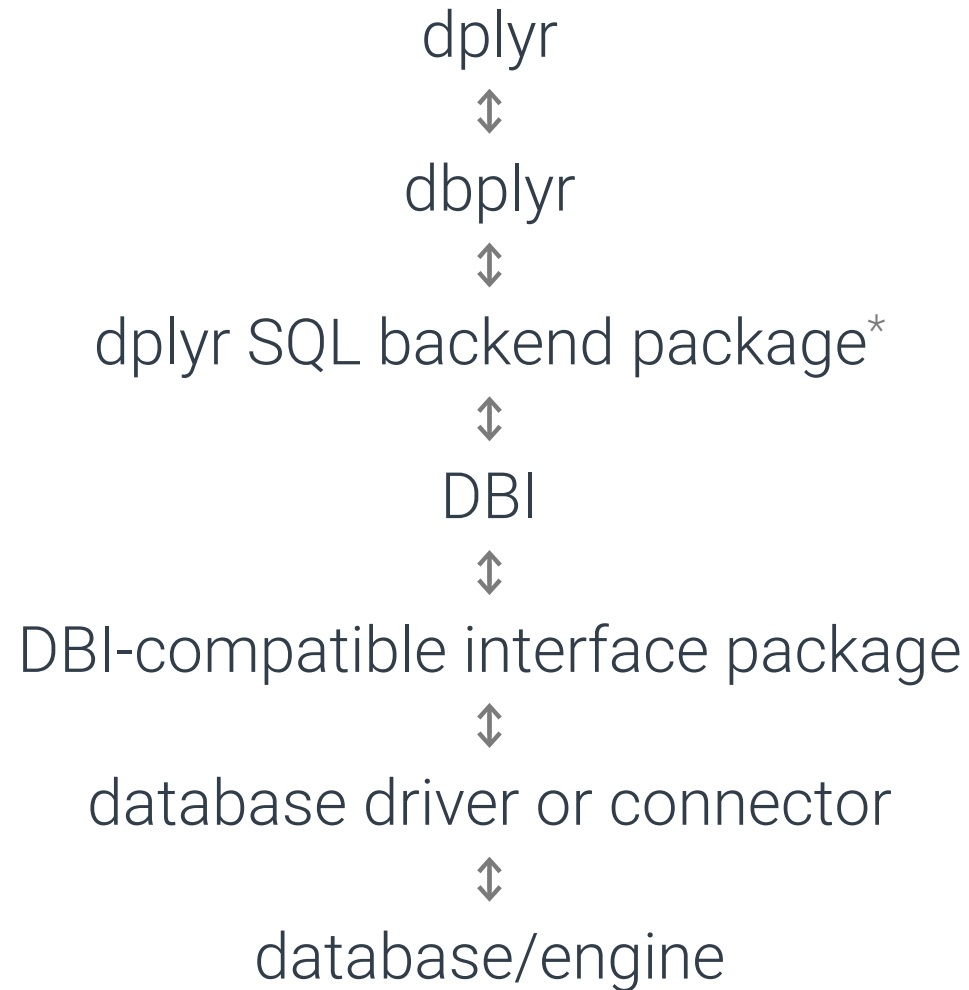 dplyr
↕
dbplyr
↕
dplyr SQL backend package*
↕
DBI
↕
DBI-compatible interface package
↕
database driver or connector
↕
database/engine